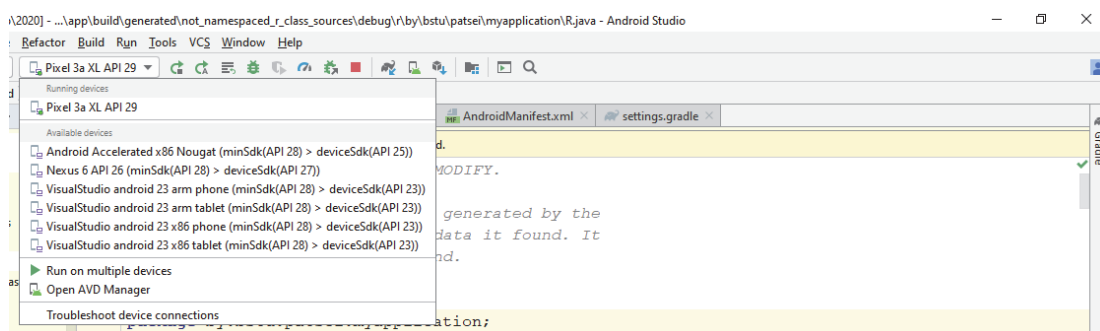 \2020] - ...\app\build\generated\not_namespaced_r_class_sources\debug\r\by\bstu\patsei\myapplication\R.java - Android Studio
Refactor Build Run Tools VCS Window Help
Pixel 3a XL API 29
Running devices
Pixel 3a XL API 29
AndroidManifest.xml settings.gradle
Gradle
Available devices
d.
Android Accelerated x86 Nougat (minSdk(API 28) > deviceSdk(API 25))
Nexus 6 API 26 (minSdk(API 28) > deviceSdk(API 27))
MODIFY.
VisualStudio android 23 arm phone (minSdk(API 28) > deviceSdk(API 23))
VisualStudio android 23 arm tablet (minSdk(API 28) > deviceSdk(API 23))
generated by the
VisualStudio android 23 x86 phone (minSdk(API 28) > deviceSdk(API 23))
data it found. It
VisualStudio android 23 x86 tablet (minSdk(API 28) > deviceSdk(API 23))
nd.
Run on multiple devices
as
Open AVD Manager
Troubleshoot device connections
package by.bstu.patsei.myapplication;